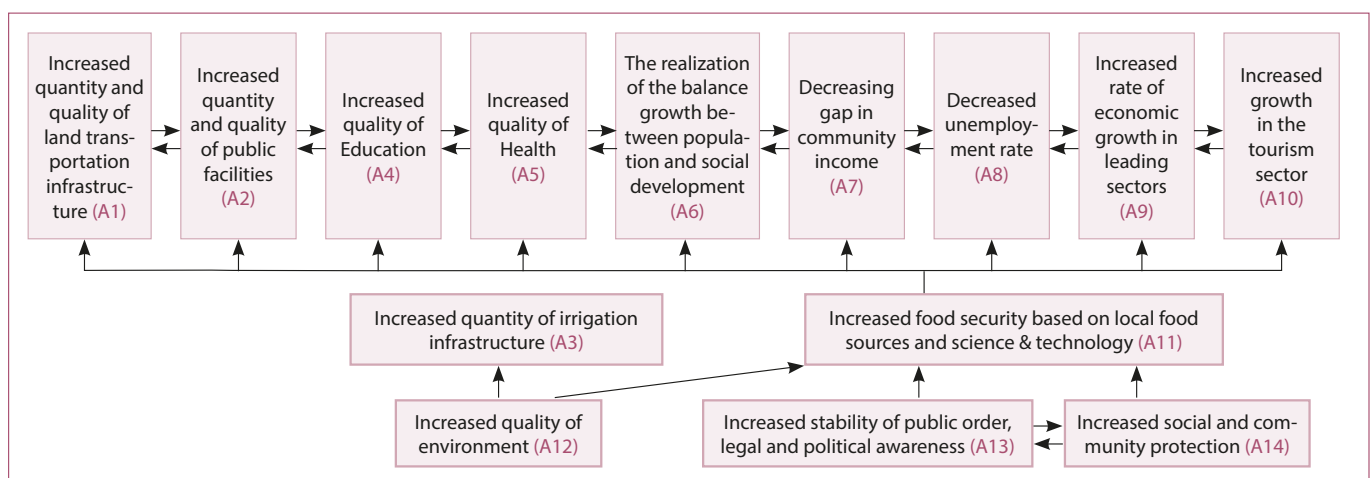 Increased
quantity and
quality of
land trans-
portation
infrastruc-
ture (A1)
Increased
quantity
and quality
of public
facilities
(A2)
Increased
quality of
Education
(A4)
Increased
quality of
Health
(A5)
The realization
of the balance
growth be-
tween popula-
tion and social
development
(A6)
Decreasing
gap in
community
income
(A7)
Decreased
unemploy-
ment rate
(A8)
Increased
rate of
economic
growth in
leading
sectors
(A9)
Increased
growth
in the
tourism
sector
(A10)
Increased quantity of irrigation
infrastructure (A3)
Increased food security based on local food
sources and science & technology (A11)
Increased quality of
environment (A12)
Increased stability of public order,
legal and political awareness (A13)
Increased social and com-
munity protection (A14)